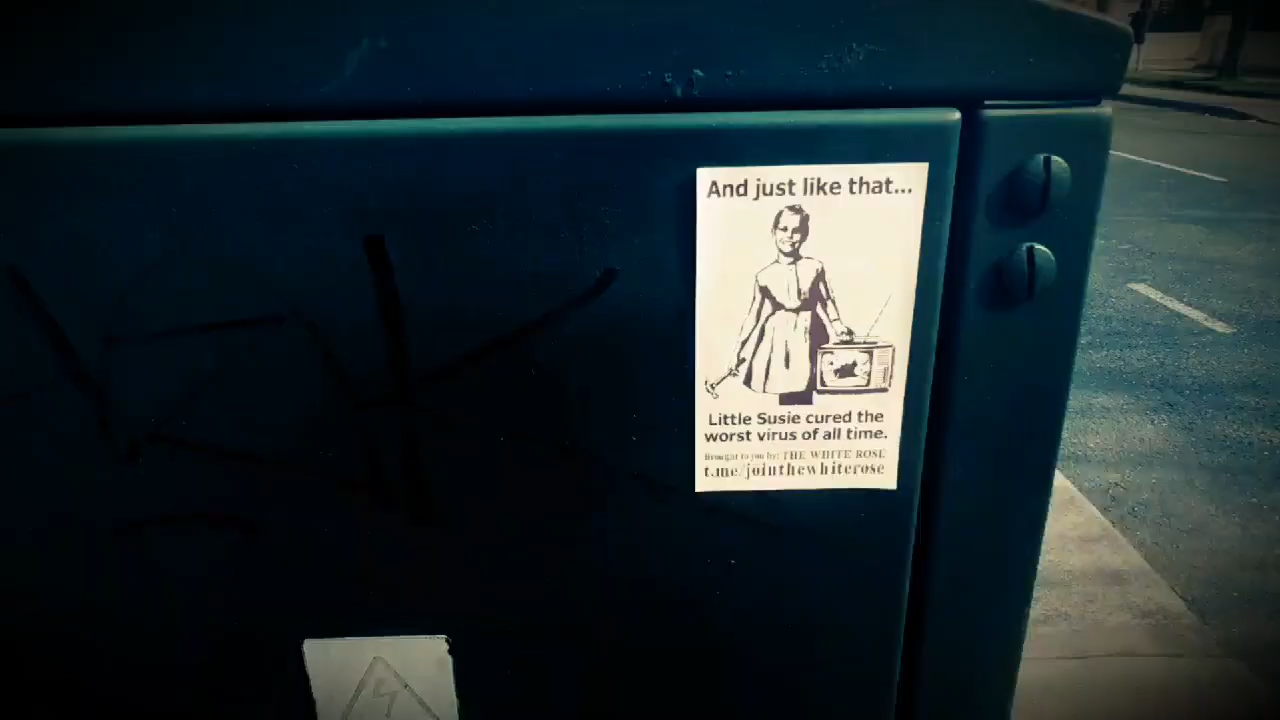 And just like that...
Little Susie cured the
worst virus of all time.
Brought to you by: THE WHITE ROSE
t.me/jointhewhiterose